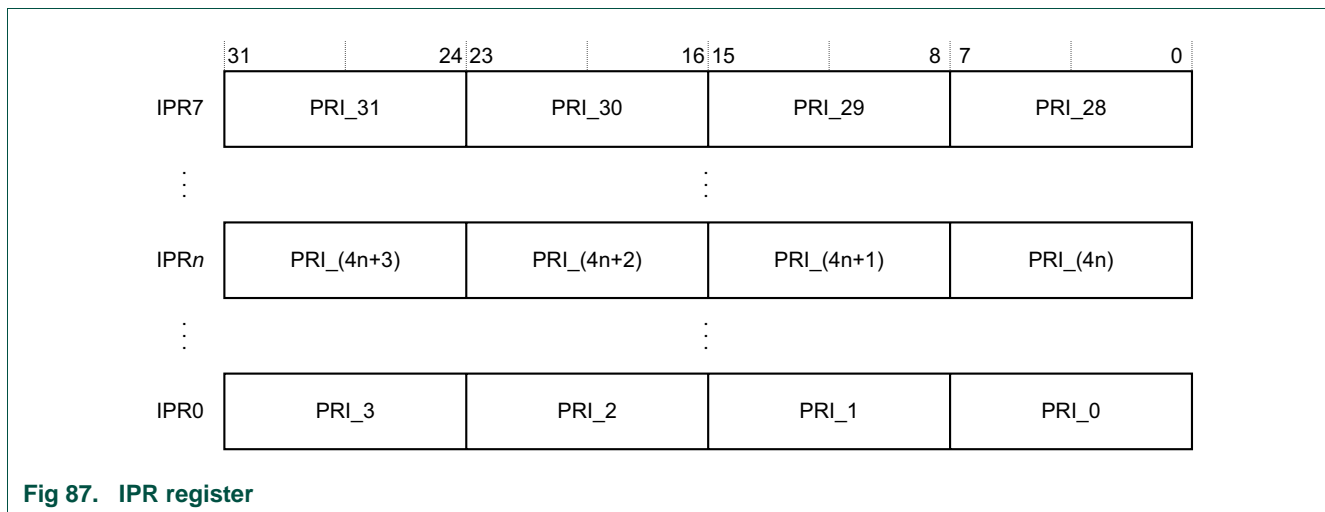 31 24 23 16 15 8 7 0
IPR7 PRI_31 PRI_30 PRI_29 PRI_28
IPRn PRI_(4n+3) PRI_(4n+2) PRI_(4n+1) PRI_(4n)
IPR0 PRI_3 PRI_2 PRI_1 PRI_0
Fig 87. IPR register